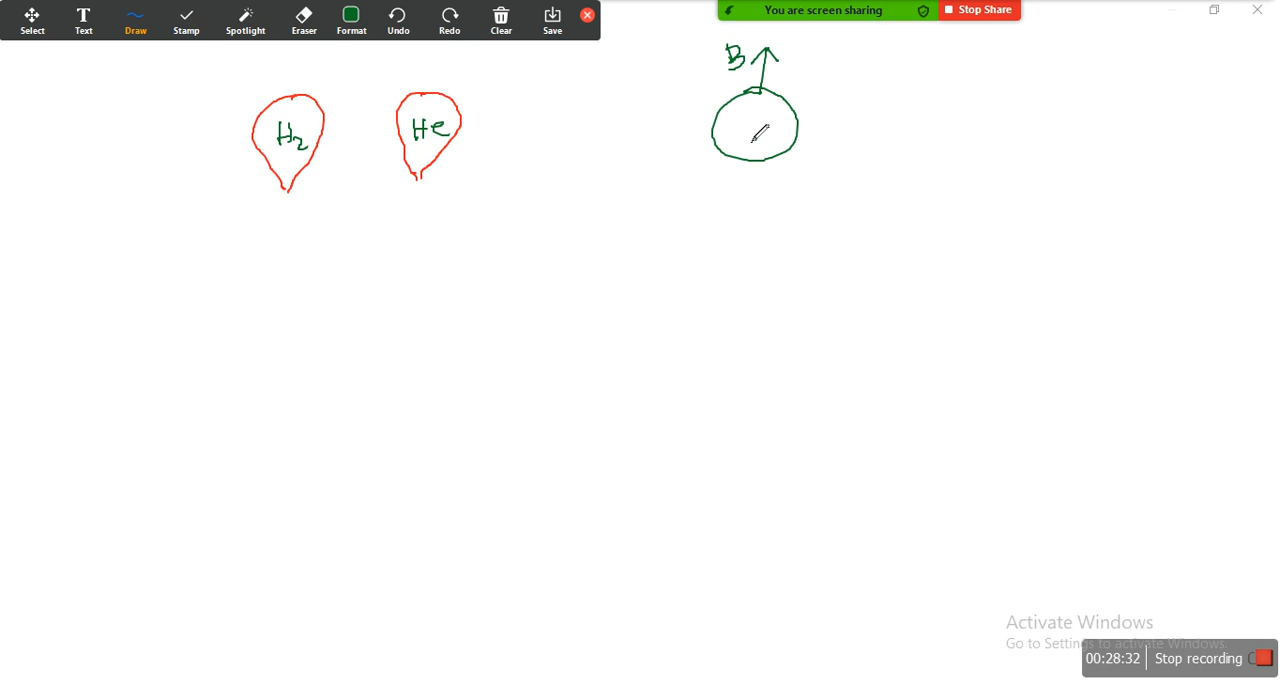 Select Text Draw Stamp Spotlight Eraser Format Undo Redo Clear Save
You are screen sharing Stop Share
B
H₂ He
Activate Windows
Go to Settings to activate Windows.
00:28:32 Stop recording